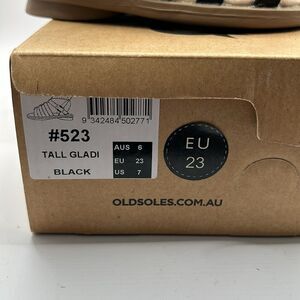 9 342484 502771
#523
TALL GLADI
BLACK
AUS 6
EU 23
US 7
EU
23
OLDSOLES.COM.AU